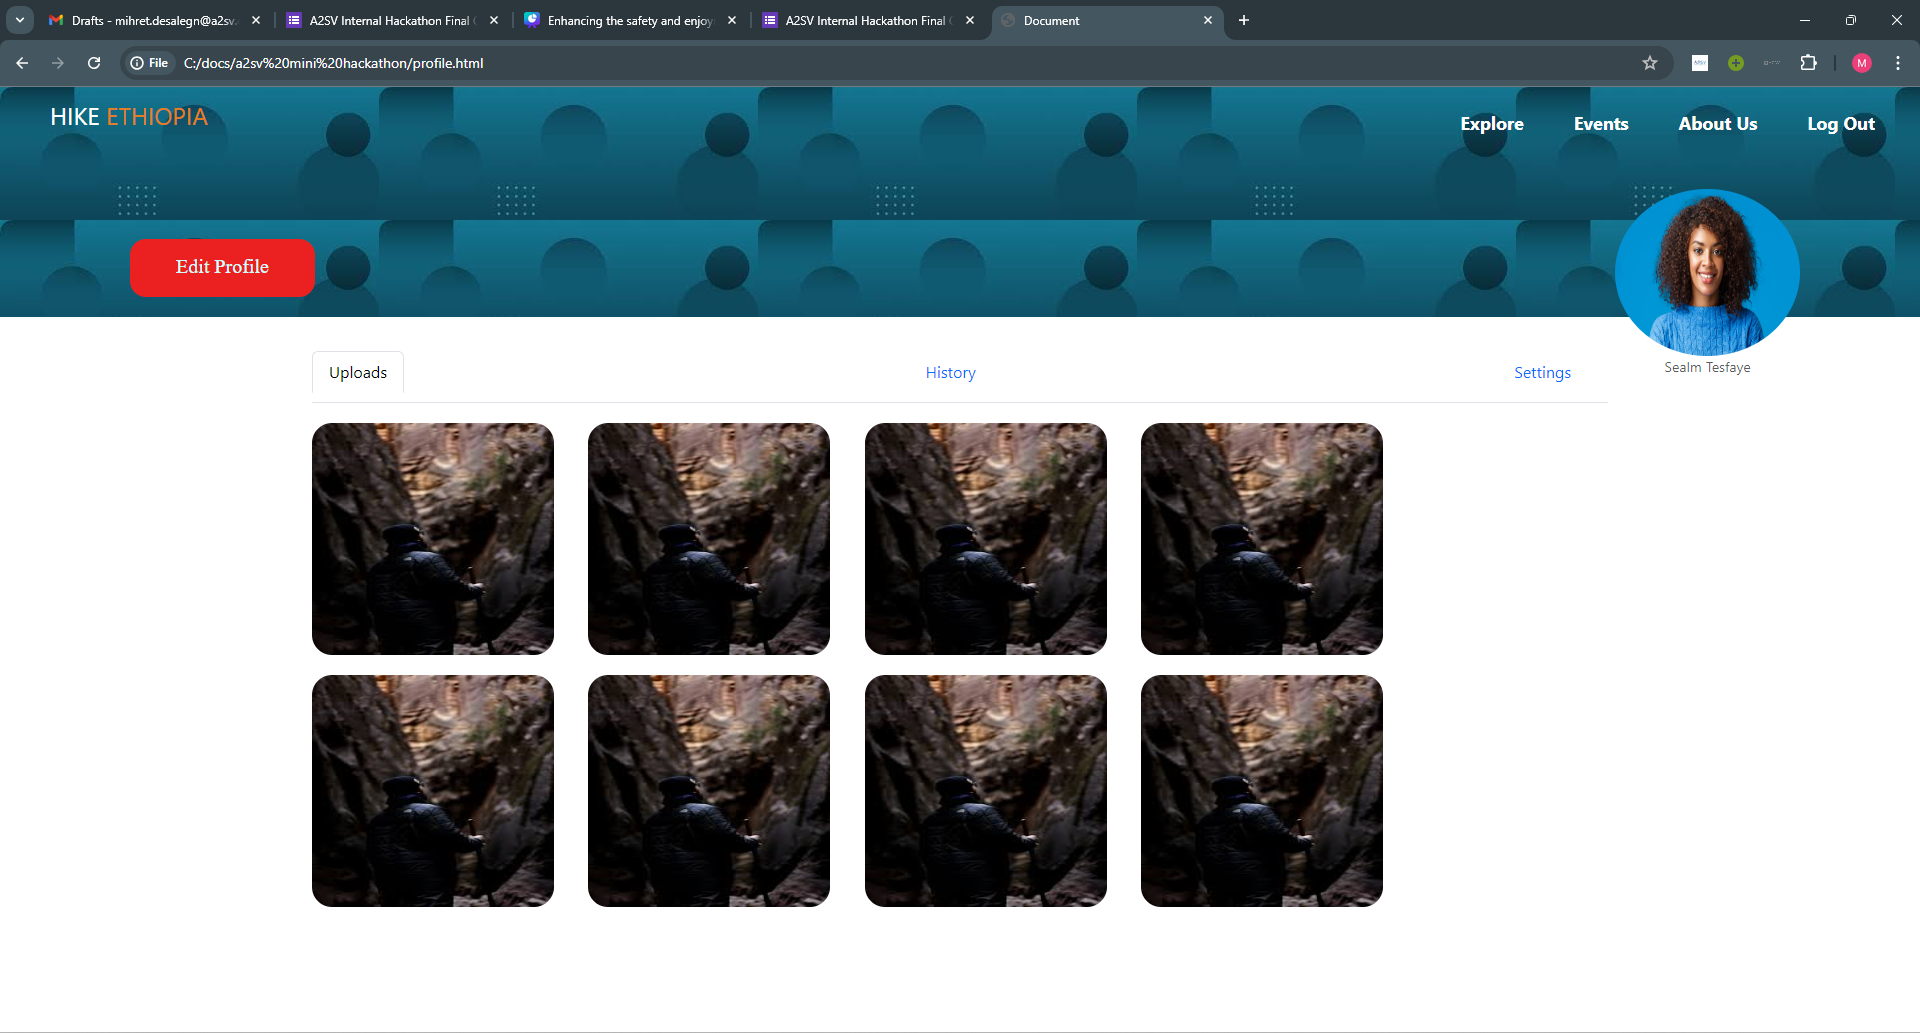 Drafts - mihret.desalegn@a2sv.
A2SV Internal Hackathon Final
Enhancing the safety and enjoy
A2SV Internal Hackathon Final
Document
File C:/docs/a2sv%20mini%20hackathon/profile.html
M
HIKE ETHIOPIA
Explore Events About Us Log Out
Edit Profile
Sealm Tesfaye
Uploads History Settings